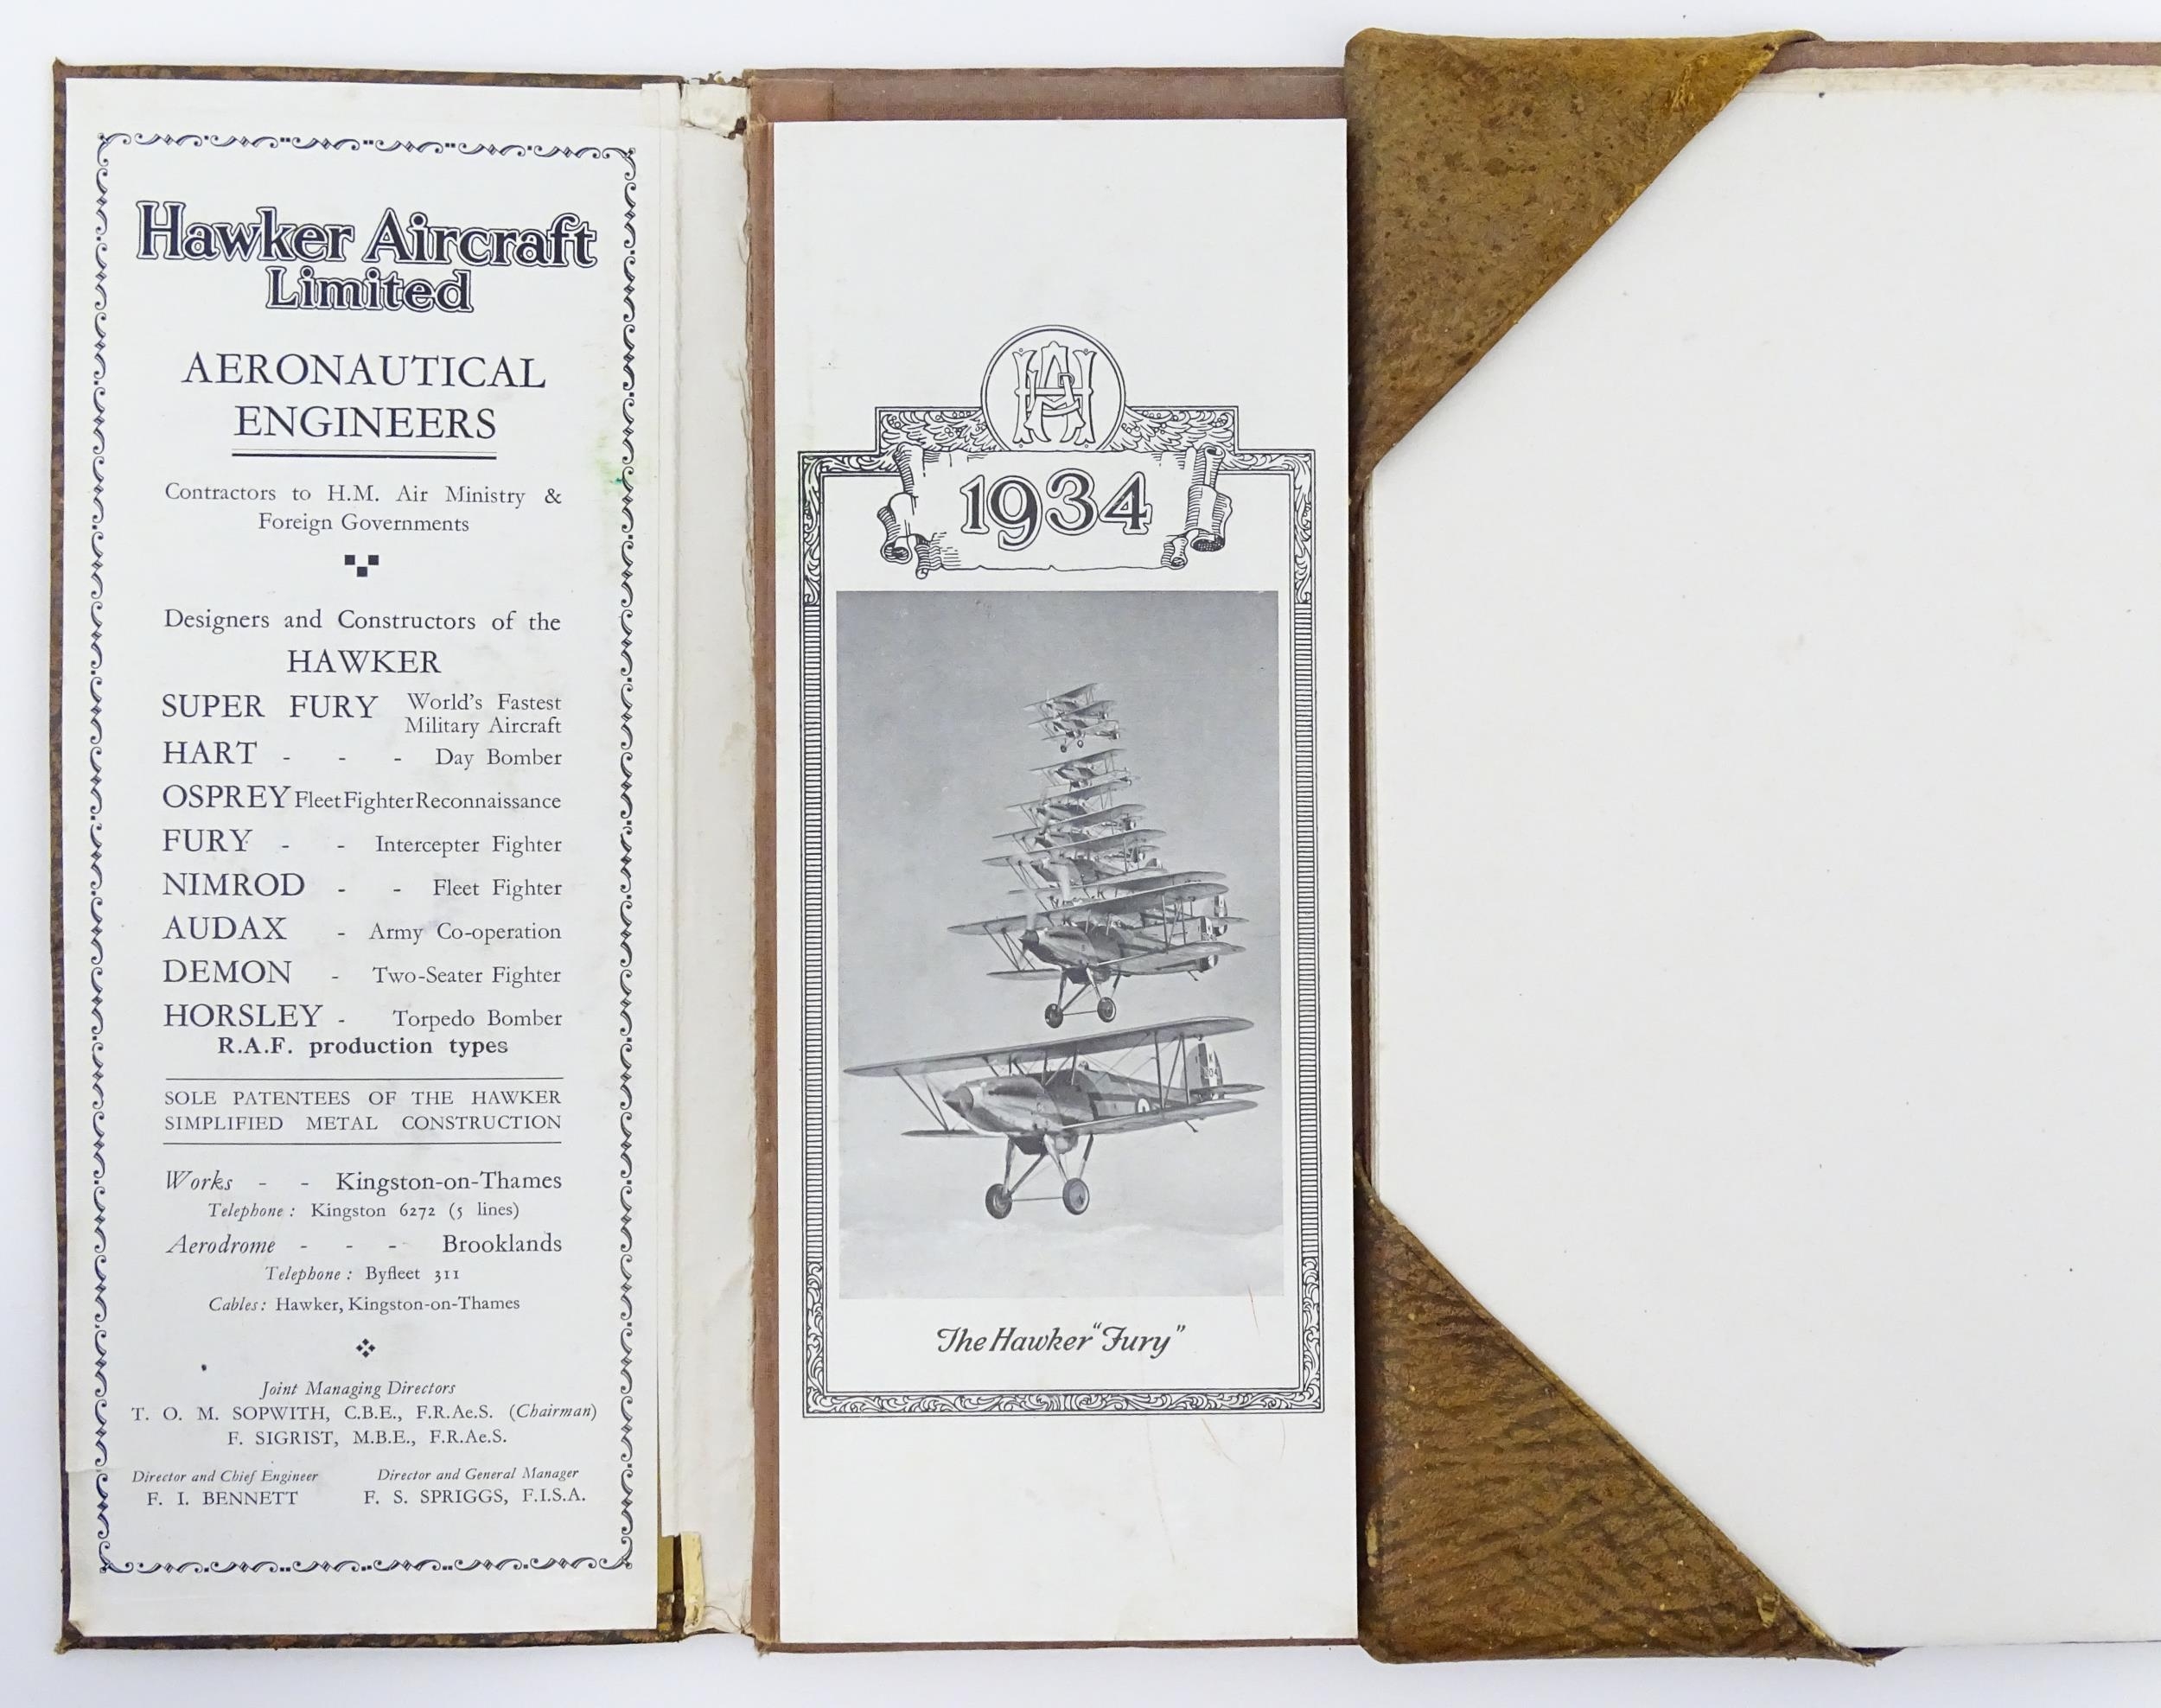 Hawker Aircraft
Limited
AERONAUTICAL
ENGINEERS
Contractors to H.M. Air Ministry &
Foreign Governments
Designers and Constructors of the
HAWKER
SUPER FURY World's Fastest
Military Aircraft
HART - - - Day Bomber
OSPREY Fleet Fighter Reconnaissance
FURY - - Intercepter Fighter
NIMROD - - Fleet Fighter
AUDAX - Army Co-operation
DEMON - Two-Seater Fighter
HORSLEY - Torpedo Bomber
R.A.F. production types
SOLE PATENTEES OF THE HAWKER
SIMPLIFIED METAL CONSTRUCTION
Works - - Kingston-on-Thames
Telephone: Kingston 6272 (5 lines)
Aerodrome - - - Brooklands
Telephone: Byfleet 311
Cables: Hawker, Kingston-on-Thames
Joint Managing Directors
T. O. M. SOPWITH, C.B.E., F.R.Ae.S. (Chairman)
F. SIGRIST, M.B.E., F.R.Ae.S.
Director and Chief Engineer
F. I. BENNETT
Director and General Manager
F. S. SPRIGGS, F.I.S.A.
1934
The Hawker "Fury"